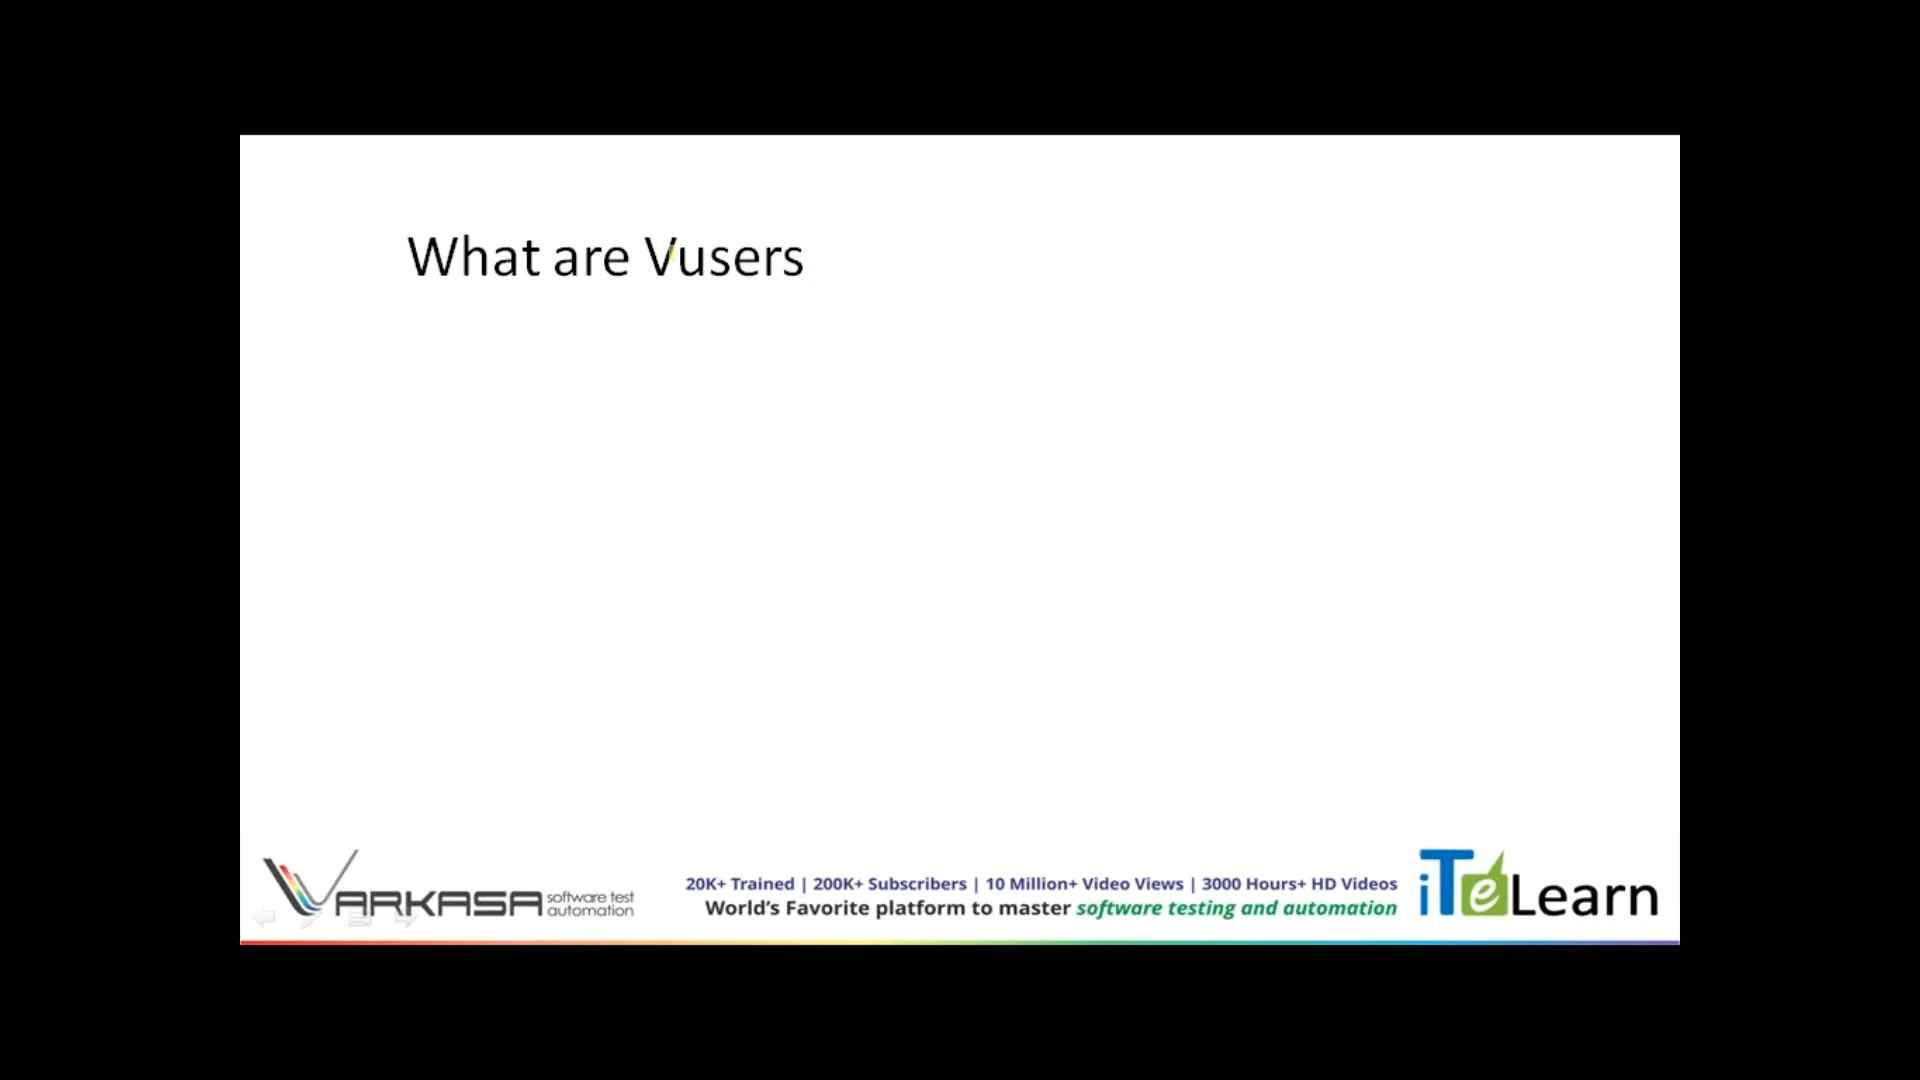 What are Vusers
VARKASA software test automation
20K+ Trained | 200K+ Subscribers | 10 Million+ Video Views | 3000 Hours+ HD Videos
World's Favorite platform to master software testing and automation
iTeLearn